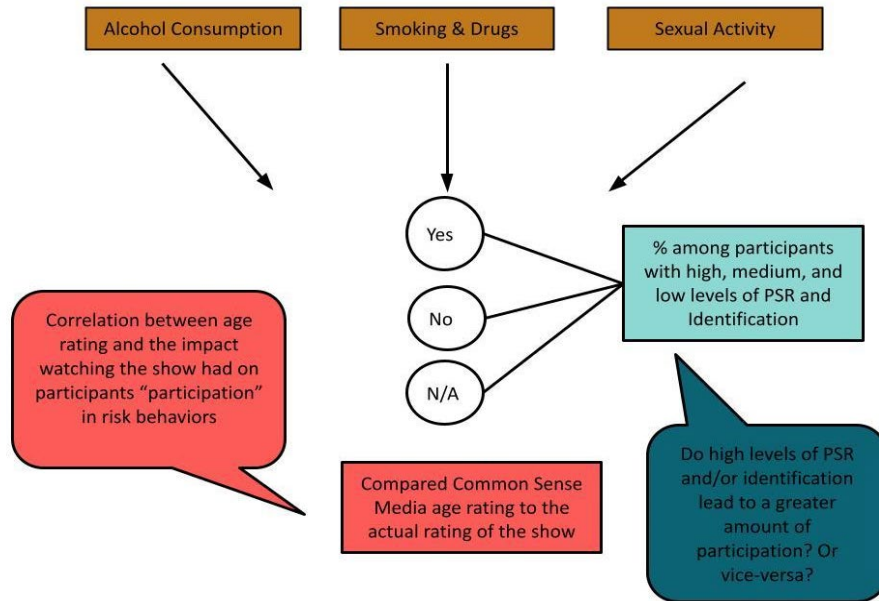 Alcohol Consumption
Smoking & Drugs
Sexual Activity
Yes
No
N/A
% among participants
with high, medium, and
low levels of PSR and
Identification
Correlation between age
rating and the impact
watching the show had on
participants “participation”
in risk behaviors
Compared Common Sense
Media age rating to the
actual rating of the show
Do high levels of PSR
and/or identification
lead to a greater
amount of
participation? Or
vice-versa?